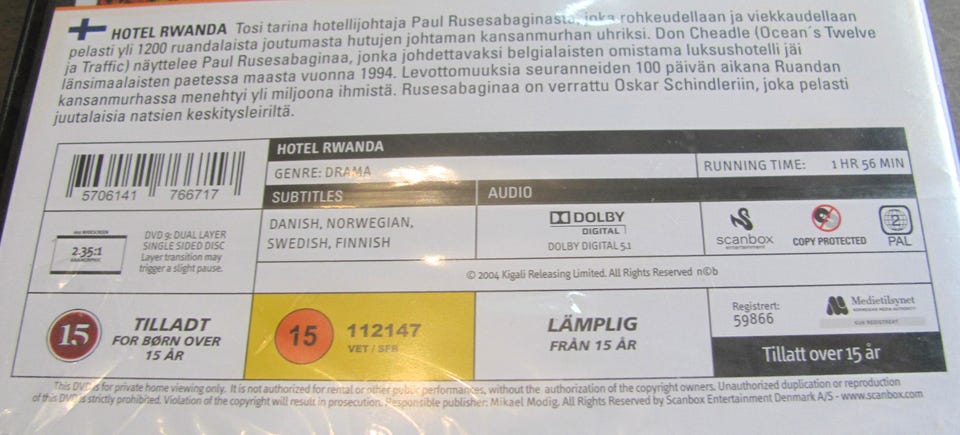 HOTEL RWANDA Tosi tarina hotellijohtaja Paul Rusesabaginasta, joka rohkeudellaan ja viekkaudellaan
pelasti yli 1200 ruandalaista joutumasta hutujen johtaman kansanmurhan uhriksi. Don Cheadle (Ocean´s Twelve
ja Traffic) näyttelee Paul Rusesabaginaa, jonka johdettavaksi belgialaisten omistama luksushotelli jäi
länsimaalaisten paetessa maasta vuonna 1994. Levottomuuksia seuranneiden 100 päivän aikana Ruandan
kansanmurhassa menehtyi yli miljoona ihmistä. Rusesabaginaa on verrattu Oskar Schindleriin, joka pelasti
juutalaisia natsien keskitysleiriltä.
HOTEL RWANDA
GENRE: DRAMA
RUNNING TIME: 1 HR 56 MIN
5706141 766717
SUBTITLES
AUDIO
DANISH, NORWEGIAN,
SWEDISH, FINNISH
DOLBY
DIGITAL
DOLBY DIGITAL 5.1
scanbox
entertainment
COPY PROTECTED
2
PAL
2.35:1
DVD 9: DUAL LAYER
SINGLE SIDED DISC
Layer transition may
trigger a slight pause.
© 2004 Kigali Releasing Limited. All Rights Reserved n©b
15
TILLADT
FOR BØRN OVER
15 ÅR
15
112147
VET / SFB
LÄMPLIG
FRÅN 15 ÅR
Registrert:
59866
Medietilsynet
NORWEGIAN MEDIA AUTHORITY
Tillatt over 15 år
This DVD is for private home viewing only. It is not authorized for rental or other public performances, without the authorization of the copyright owners. Unauthorized duplication or reproduction
of this DVD is strictly prohibited. Violation of the copyright will result in prosecution. Responsible publisher: Mikael Modig. All Rights Reserved by Scanbox Entertainment Denmark A/S - www.scanbox.com